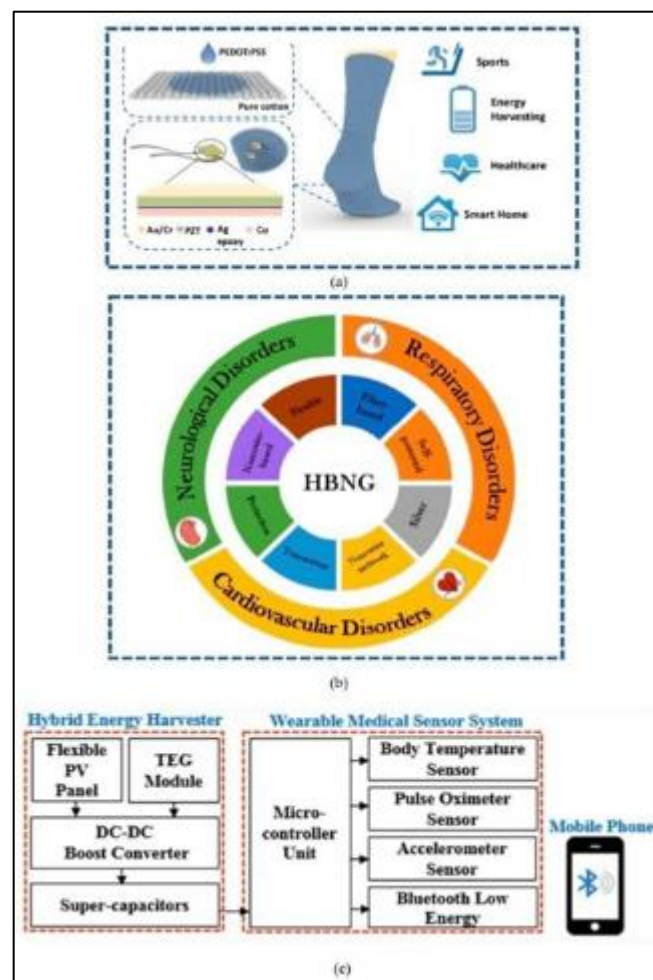 PEDOT:PSS
Pure cotton
Au/Cr PZT Ag epoxy Cu
Sports
Energy
Harvesting
Healthcare
Smart Home
(a)
Neurological Disorders
Respiratory Disorders
Cardiovascular Disorders
Flexible
Fiber-based
Self-powered
Silver
HBNG
(b)
Hybrid Energy Harvester
Wearable Medical Sensor System
Flexible
PV
Panel
TEG
Module
DC-DC
Boost Converter
Super-capacitors
Micro-
controller
Unit
Body Temperature
Sensor
Pulse Oximeter
Sensor
Accelerometer
Sensor
Bluetooth Low
Energy
Mobile Phone
(c)